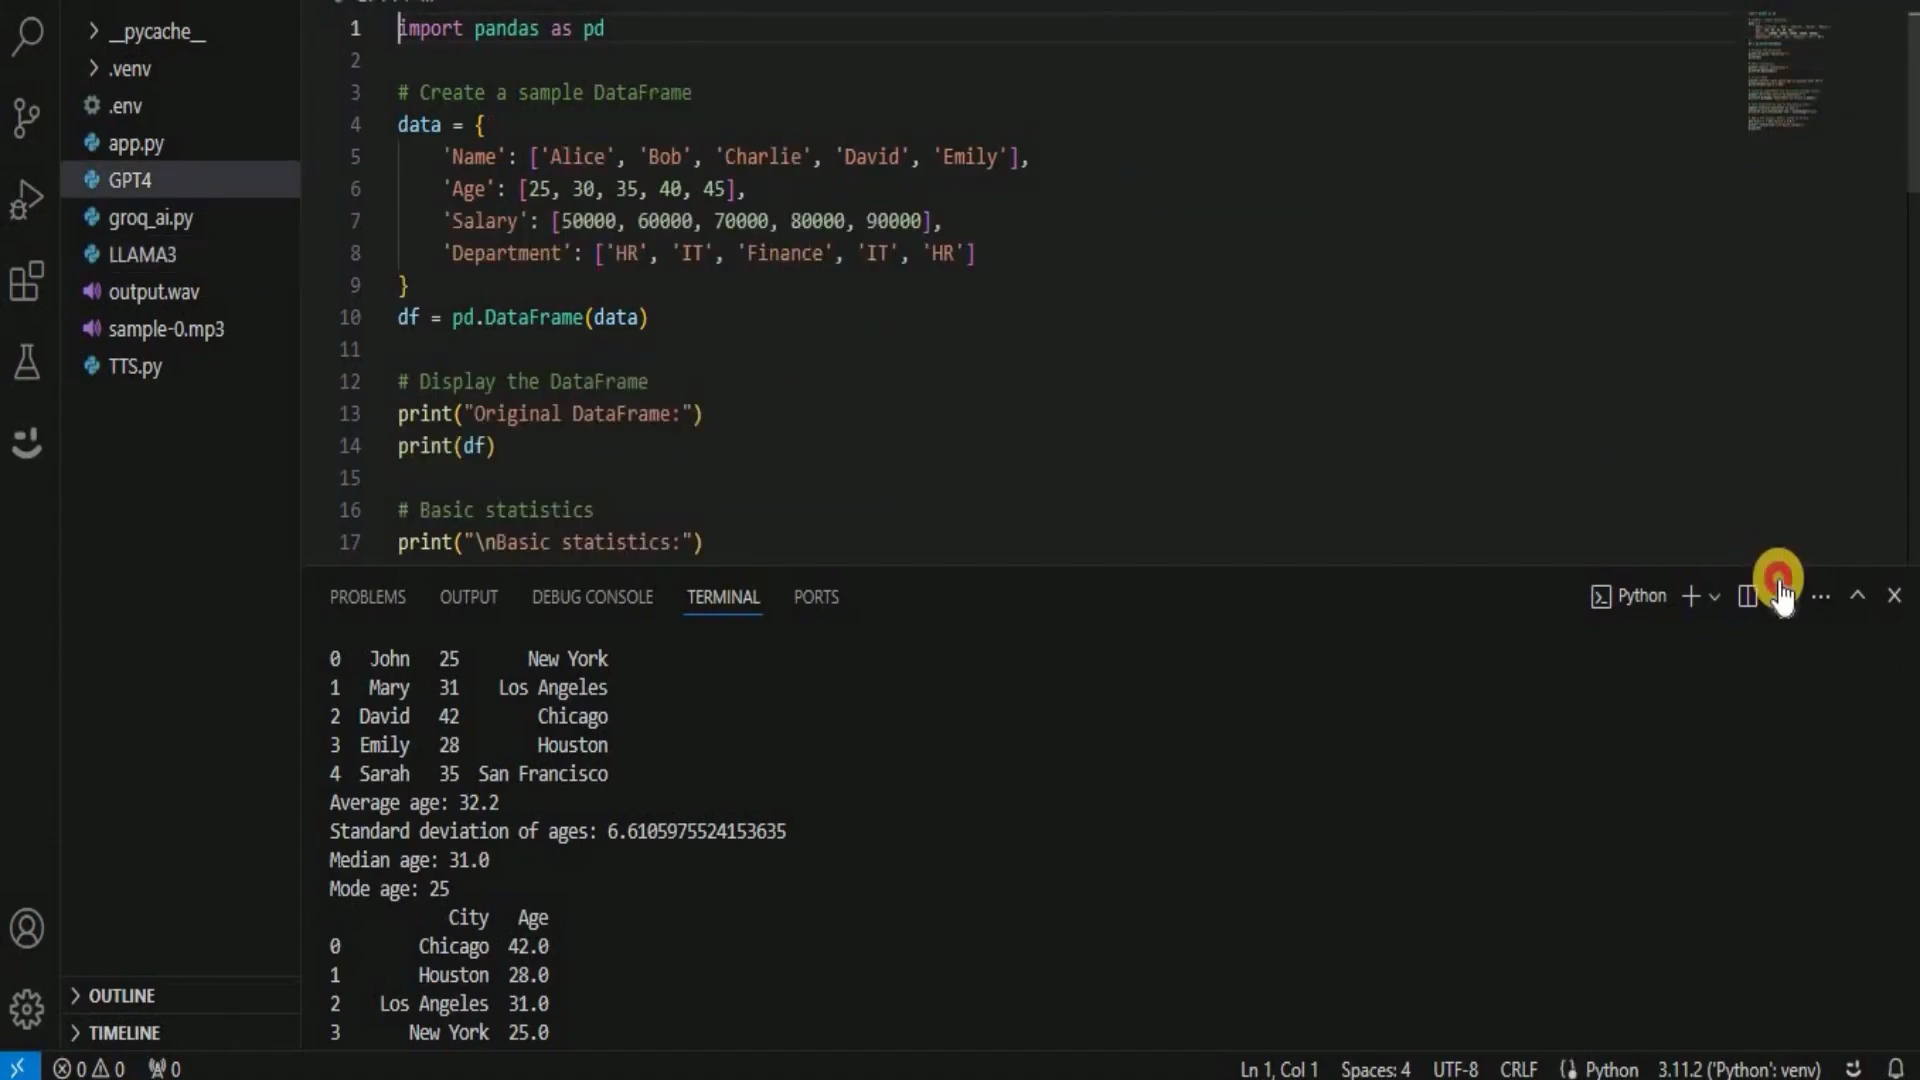 __pycache__
.venv
.env
app.py
GPT4
groq_ai.py
LLAMA3
output.wav
sample-0.mp3
TTS.py
OUTLINE
TIMELINE
1 import pandas as pd
2
3 # Create a sample DataFrame
4 data = {
5 'Name': ['Alice', 'Bob', 'Charlie', 'David', 'Emily'],
6 'Age': [25, 30, 35, 40, 45],
7 'Salary': [50000, 60000, 70000, 80000, 90000],
8 'Department': ['HR', 'IT', 'Finance', 'IT', 'HR']
9 }
10 df = pd.DataFrame(data)
11
12 # Display the DataFrame
13 print("Original DataFrame:")
14 print(df)
15
16 # Basic statistics
17 print("\nBasic statistics:")
PROBLEMS OUTPUT DEBUG CONSOLE TERMINAL PORTS Python
0 John 25 New York
1 Mary 31 Los Angeles
2 David 42 Chicago
3 Emily 28 Houston
4 Sarah 35 San Francisco
Average age: 32.2
Standard deviation of ages: 6.6105975524153635
Median age: 31.0
Mode age: 25
City Age
0 Chicago 42.0
1 Houston 28.0
2 Los Angeles 31.0
3 New York 25.0
0 0 0 Ln 1, Col 1 Spaces: 4 UTF-8 CRLF Python 3.11.2 ('Python': venv)